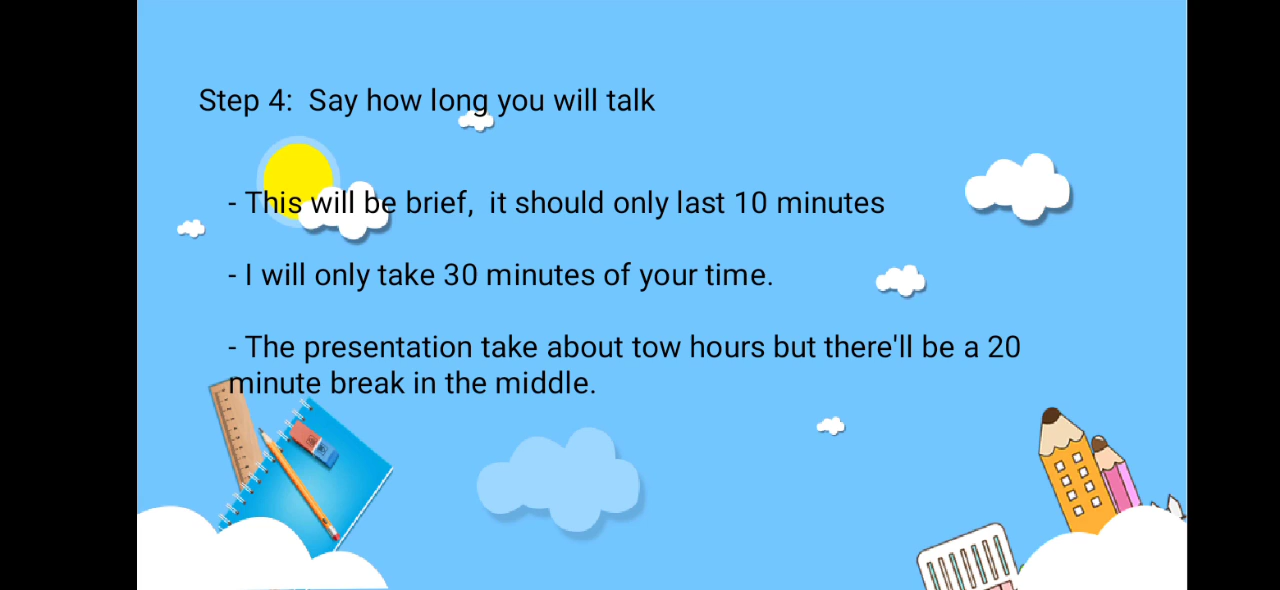 Step 4:  Say how long you will talk
- This will be brief,  it should only last 10 minutes
- I will only take 30 minutes of your time.
- The presentation take about tow hours but there'll be a 20
minute break in the middle.